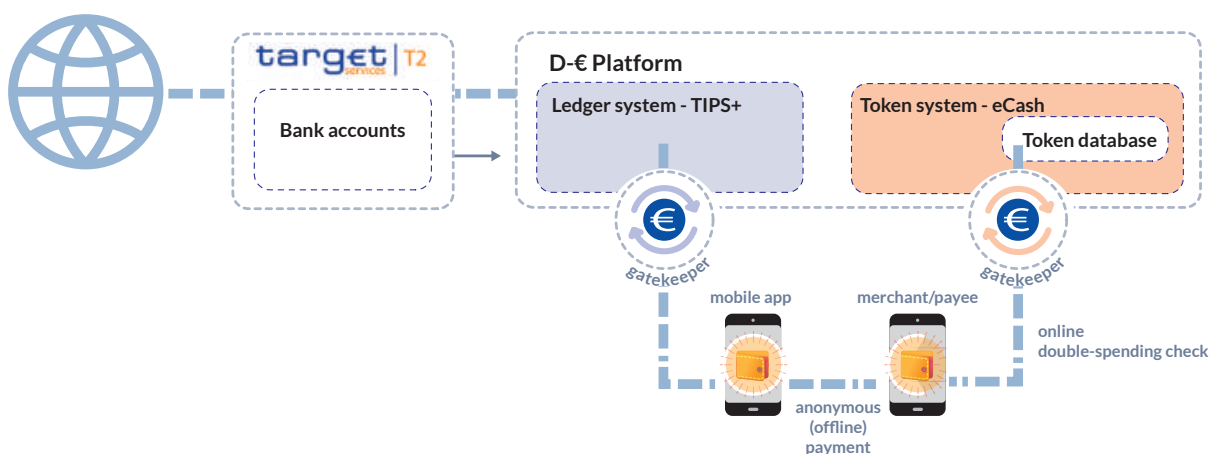 target | T2
services
Bank accounts
D-€ Platform
Ledger system - TIPS+
Token system - eCash
Token database
€
€
gatekeeper
gatekeeper
mobile app
merchant/payee
online
double-spending check
anonymous
(offline)
payment